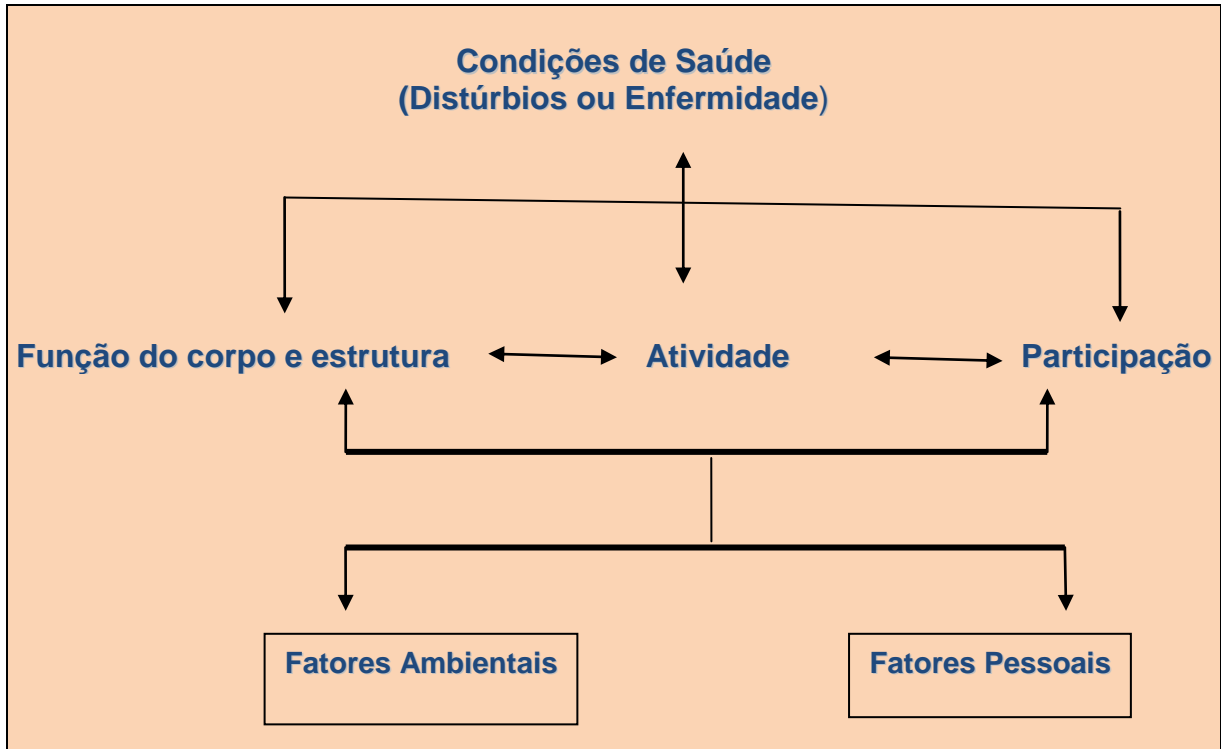 Condições de Saúde
(Distúrbios ou Enfermidade)
Função do corpo e estrutura
Atividade
Participação
Fatores Ambientais
Fatores Pessoais